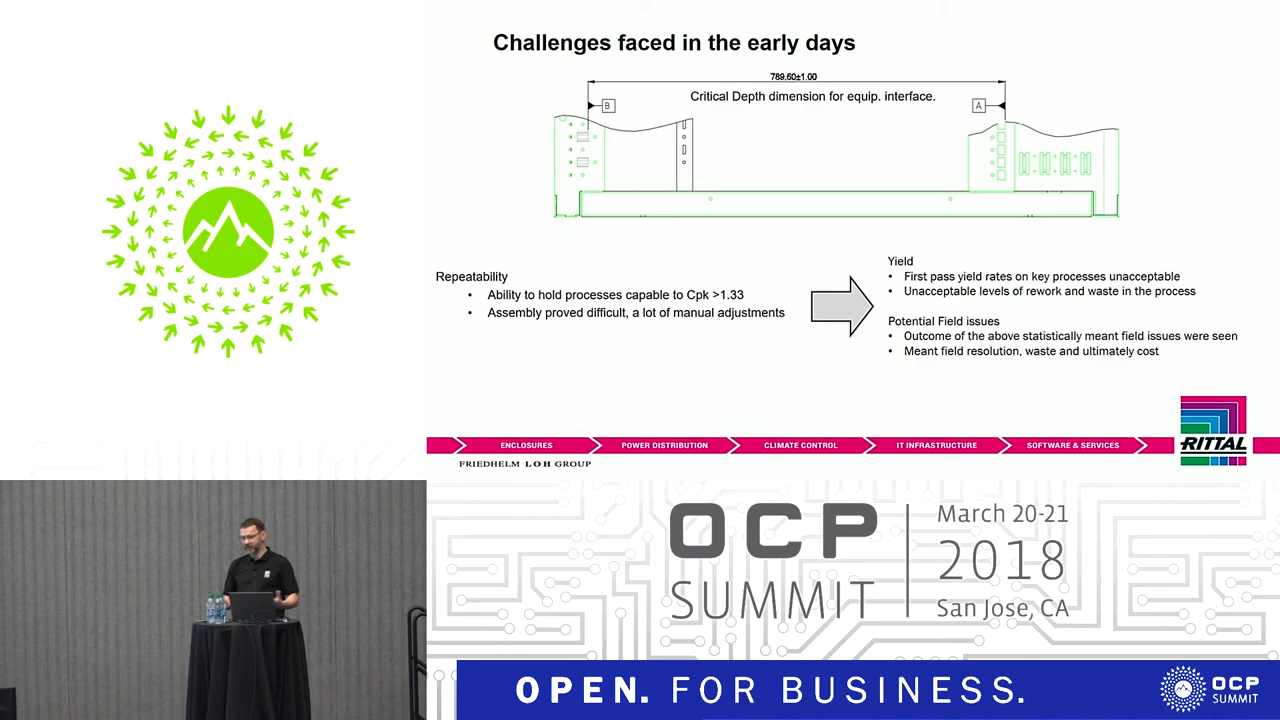 Challenges faced in the early days
789.60±1.00
Critical Depth dimension for equip. interface.
B
A
Repeatability
• Ability to hold processes capable to Cpk >1.33
• Assembly proved difficult, a lot of manual adjustments
Yield
• First pass yield rates on key processes unacceptable
• Unacceptable levels of rework and waste in the process
Potential Field issues
• Outcome of the above statistically meant field issues were seen
• Meant field resolution, waste and ultimately cost
ENCLOSURES
POWER DISTRIBUTION
CLIMATE CONTROL
IT INFRASTRUCTURE
SOFTWARE & SERVICES
RITTAL
FRIEDHELM LOH GROUP
OCP
SUMMIT
March 20-21
2018
San Jose, CA
OPEN. FOR BUSINESS.
OCP
SUMMIT